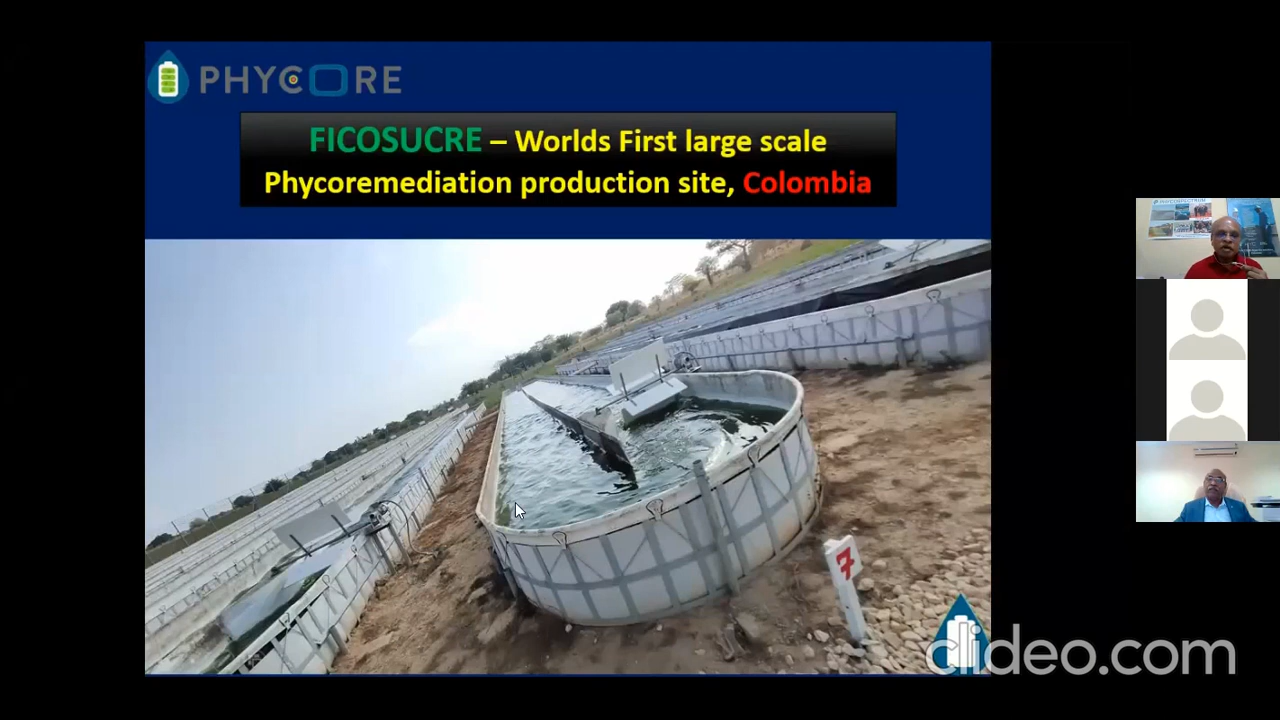 PHYCORE
FICOSUCRE – Worlds First large scale
Phycoremediation production site, Colombia
7
clideo.com